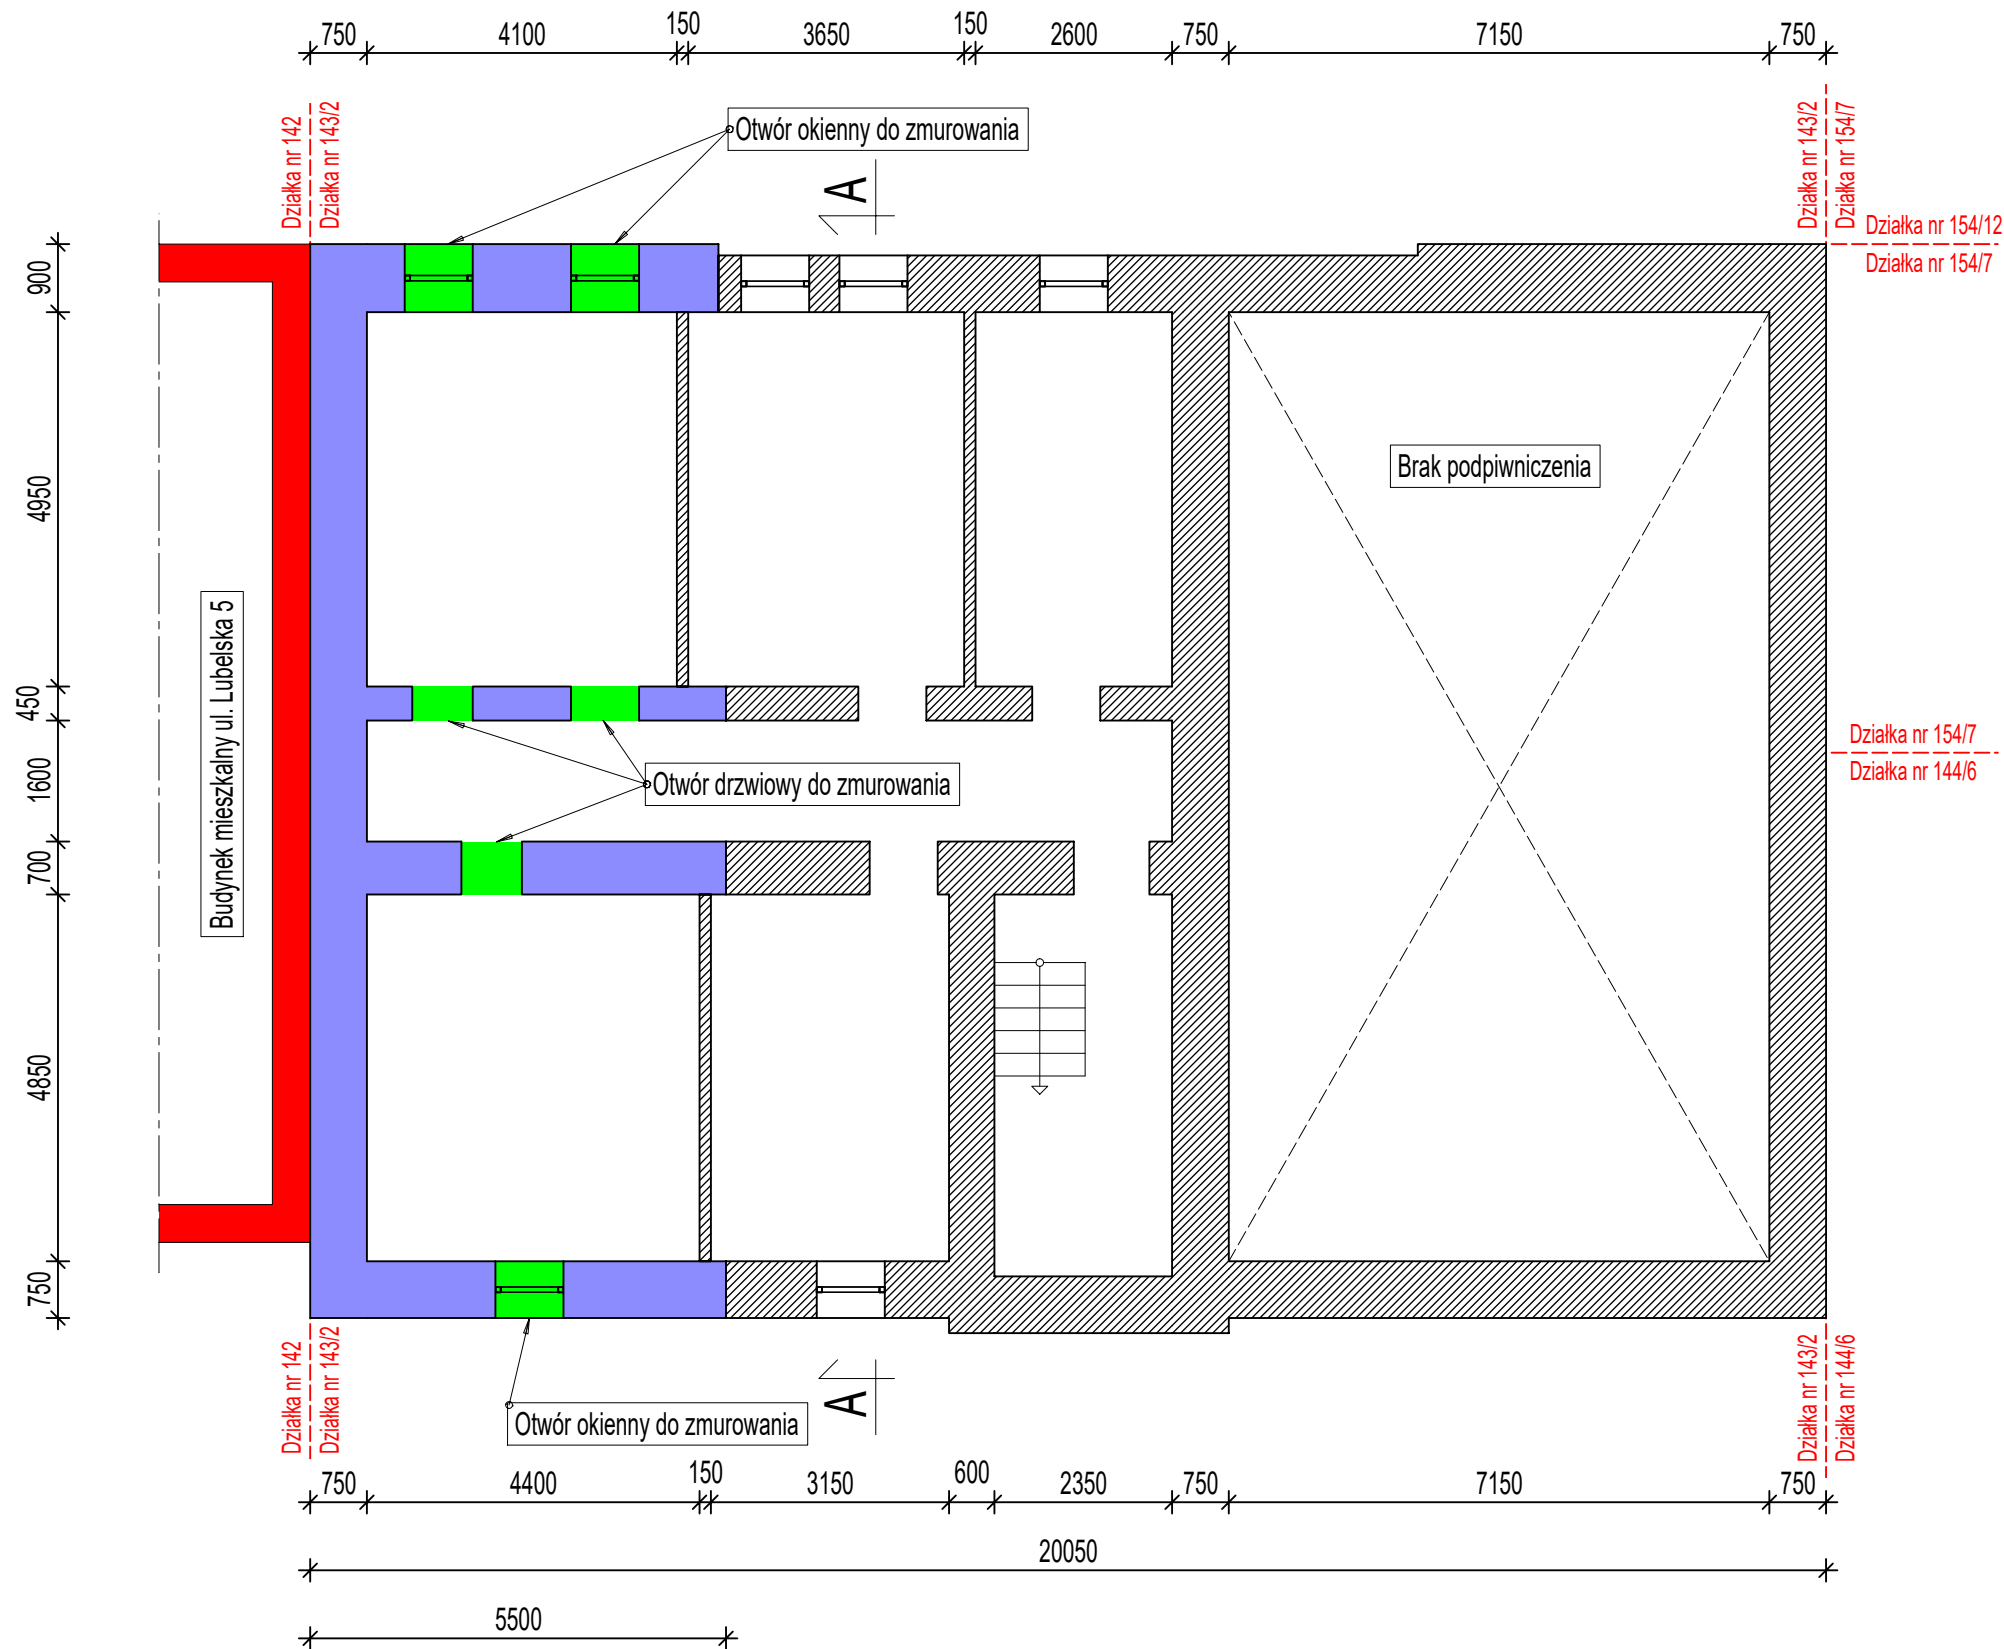 750
4100
150
3650
150
2600
750
7150
750
Działka nr 142
Działka nr 143/2
Otwór okienny do zmurowania
A
Działka nr 143/2
Działka nr 154/7
Działka nr 154/12
Działka nr 154/7
900
4950
450
1600
700
4850
750
Budynek mieszkalny ul. Lubelska 5
Brak podpiwniczenia
Otwór drzwiowy do zmurowania
Działka nr 154/7
Działka nr 144/6
Działka nr 142
Działka nr 143/2
Otwór okienny do zmurowania
A
Działka nr 143/2
Działka nr 144/6
750
4400
150
3150
600
2350
750
7150
750
20050
5500